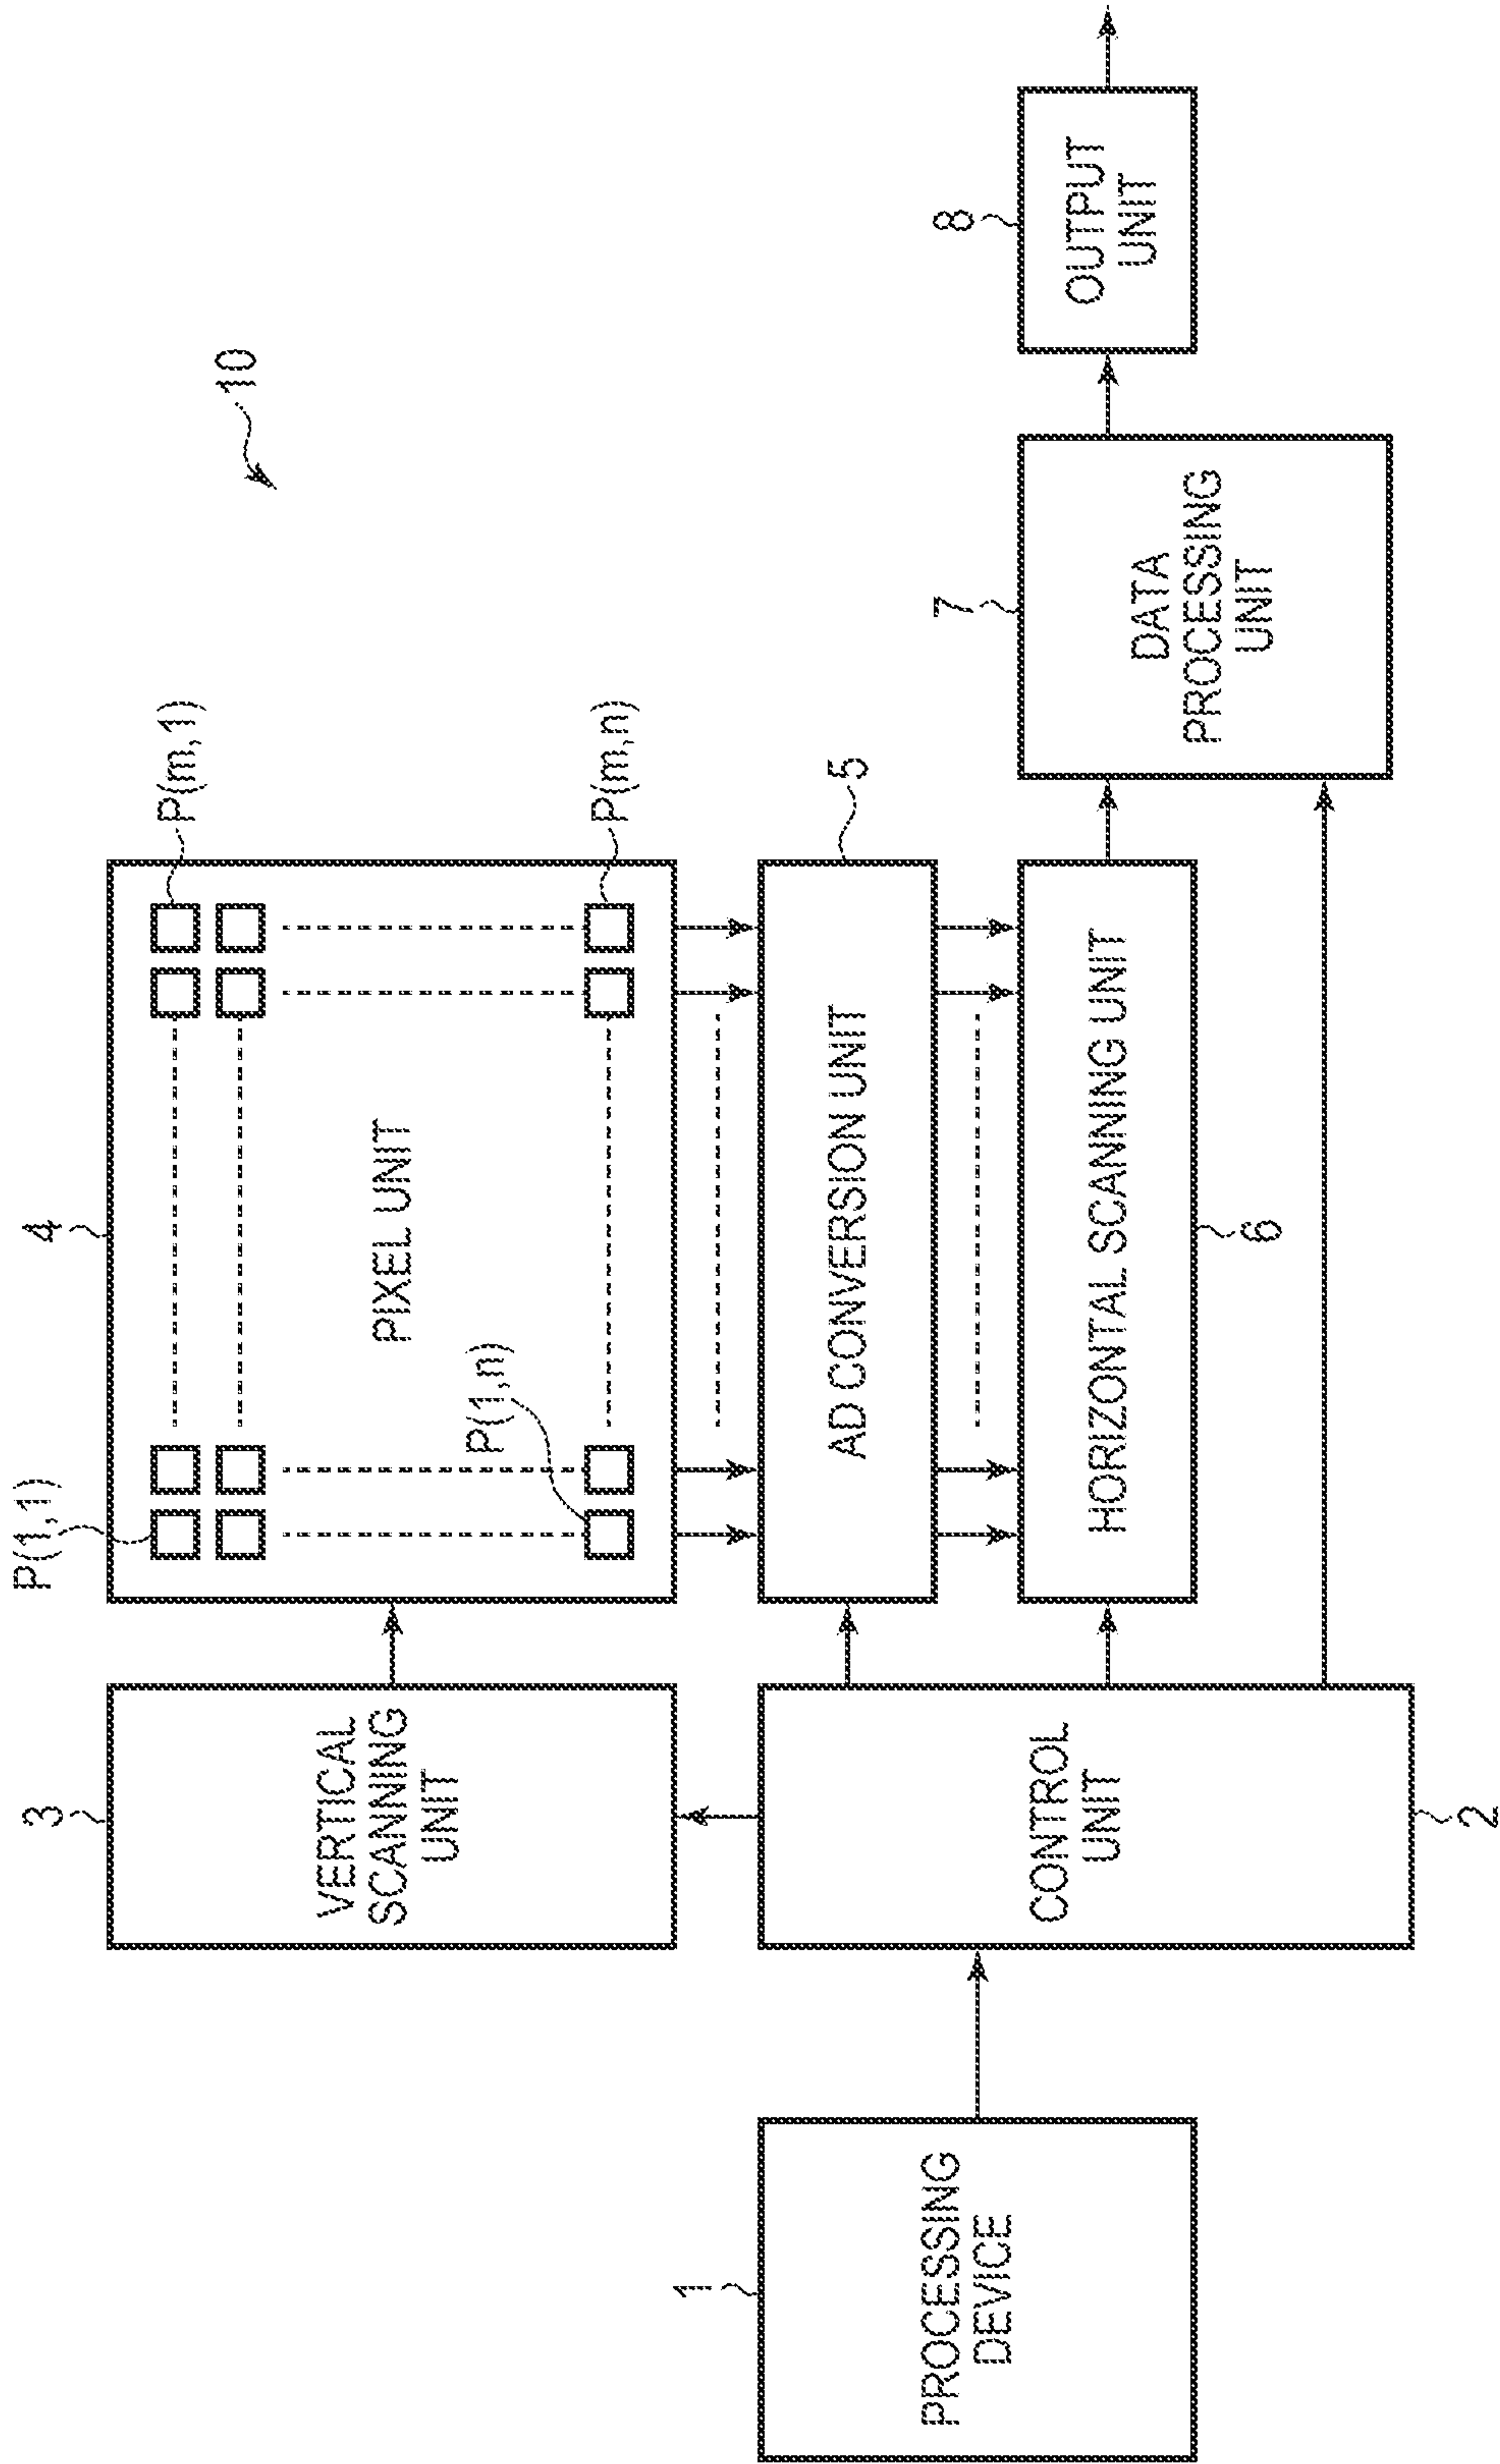 10
P(1,1)
4
P(m,1)
3
VERTICAL
SCANNING
UNIT
PIXEL UNIT
P(1,n)
P(m,n)
1
PROCESSING
DEVICE
CONTROL
UNIT
2
AD CONVERSION UNIT
5
HORIZONTAL SCANNING UNIT
6
7
DATA
PROCESSING
UNIT
8
OUTPUT
UNIT